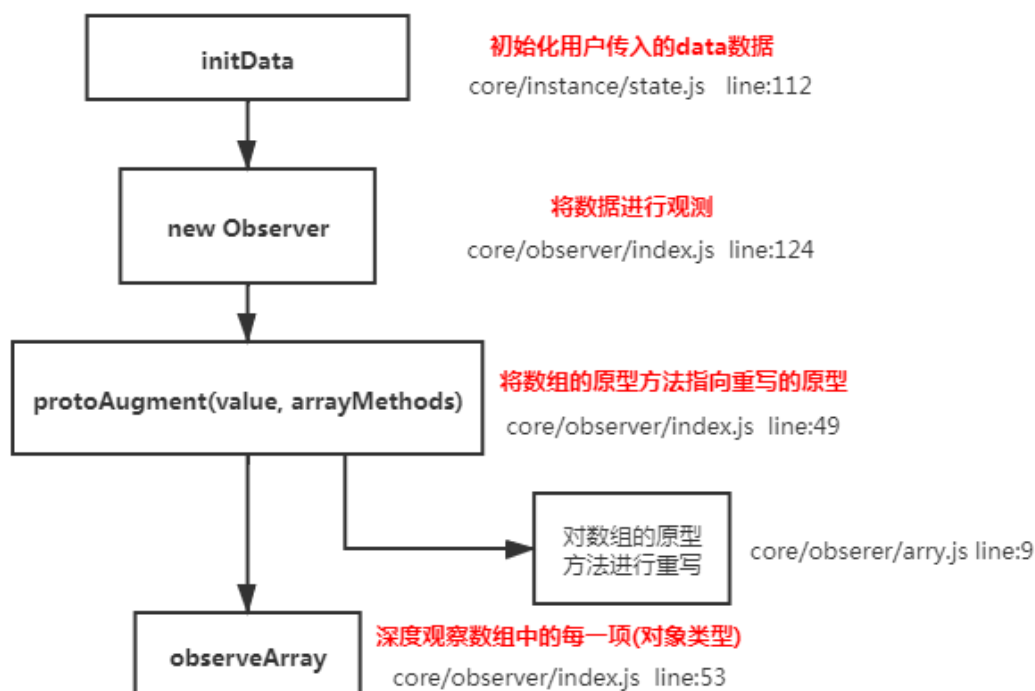 initData
初始化用户传入的data数据
core/instance/state.js line:112
new Observer
将数据进行观测
core/observer/index.js line:124
protoAugment(value, arrayMethods)
将数组的原型方法指向重写的原型
core/observer/index.js line:49
对数组的原型
方法进行重写
core/obserer/arry.js line:9
observeArray
深度观察数组中的每一项(对象类型)
core/observer/index.js line:53